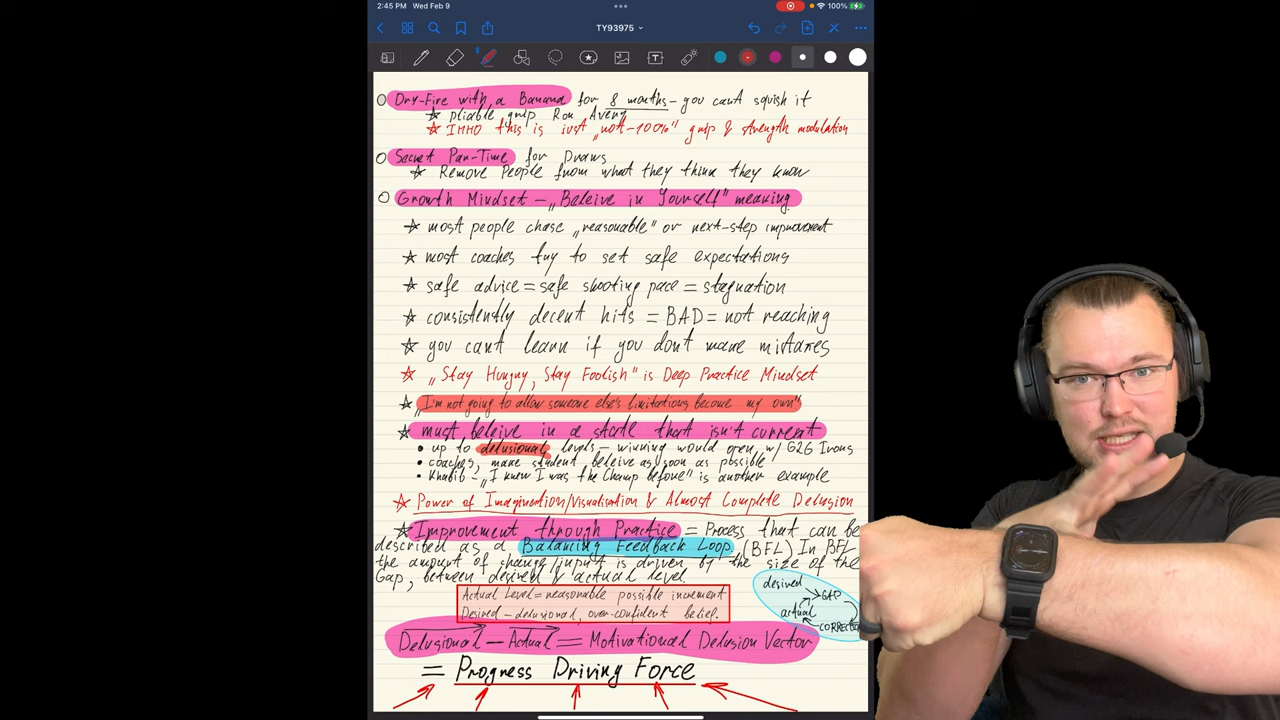 2:45 PM Wed Feb 9
100%
TY93975
Dry-Fire with a Banana for 8 months – you can't squish it
★ pliable grip Ron Avery
★ IMHO this is just "not-100%" grip & strength modulation
Secret Par-Time for Draws
★ Remove People from what they think they know
Growth Mindset – "Beleive in Yourself" meaning
★ most people chase "reasonable" or next-step improvement
★ most coaches try to set safe expectations
★ safe advice = safe shooting pace = stagnation
★ consistently decent hits = BAD = not reaching
★ you can't learn if you don't make mistakes
★ "Stay Hungry, Stay Foolish" is Deep Practice Mindset
★ "I'm not going to allow someone else's limitations become my own"
★ must beleive in a state that isn't current
• up to delusional levels – winning would open w/ G26 Irons
• coaches, make student beleive as soon as possible
• Khabib – "I knew I was the Champ before" is another example
★ Power of Imagination/Visualisation & Almost Complete Delusion
★ Improvement through Practice = Process that can be
described as a Balancing Feedback Loop (BFL) In BFL
the amount of change/input is driven by the size of the
Gap, between desired & actual level
Actual Level = reasonable possible increment
Desired – delusional, over-confident belief.
desired
GAP
actual
Delusional – Actual = Motivational Delusion Vector
= Progress Driving Force